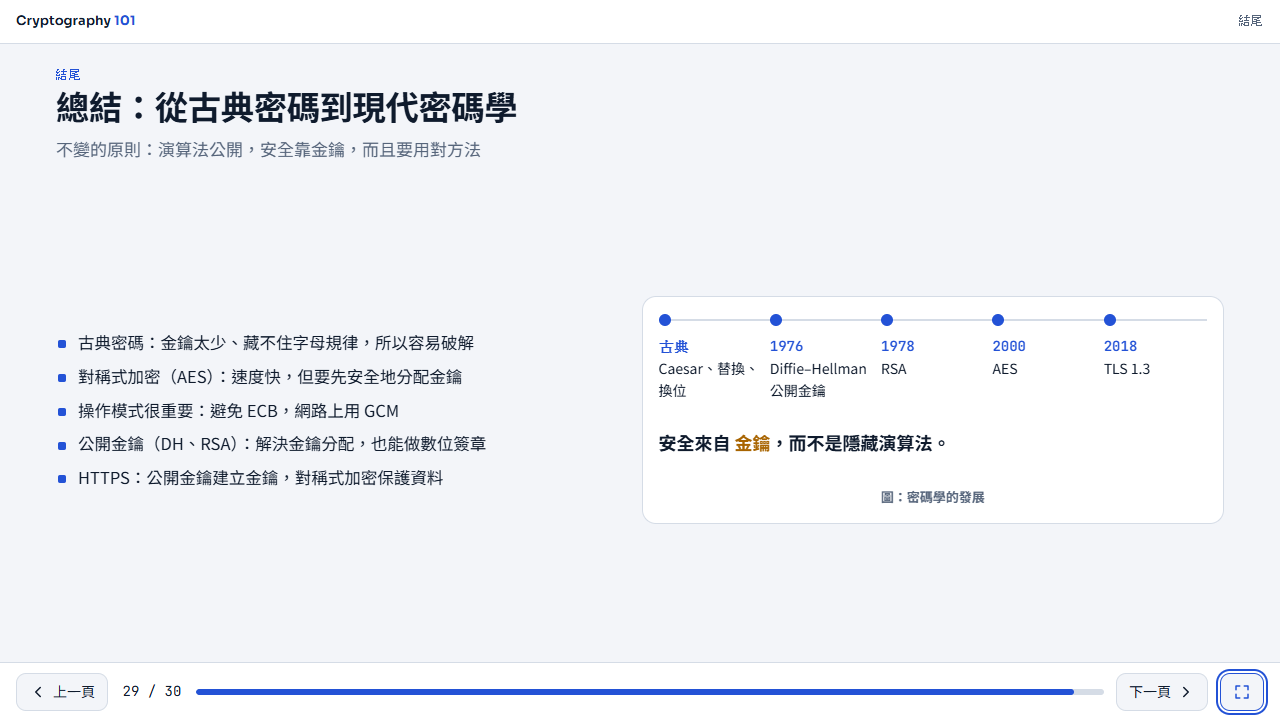 Cryptography 101
結尾
結尾
總結：從古典密碼到現代密碼學
不變的原則：演算法公開，安全靠金鑰，而且要用對方法
古典密碼：金鑰太少、藏不住字母規律，所以容易破解
對稱式加密（AES）：速度快，但要先安全地分配金鑰
操作模式很重要：避免 ECB，網路上用 GCM
公開金鑰（DH、RSA）：解決金鑰分配，也能做數位簽章
HTTPS：公開金鑰建立金鑰，對稱式加密保護資料
古典
Caesar、替換、
換位
1976
Diffie–Hellman
公開金鑰
1978
RSA
2000
AES
2018
TLS 1.3
安全來自 金鑰，而不是隱藏演算法。
圖：密碼學的發展
上一頁
29 / 30
下一頁